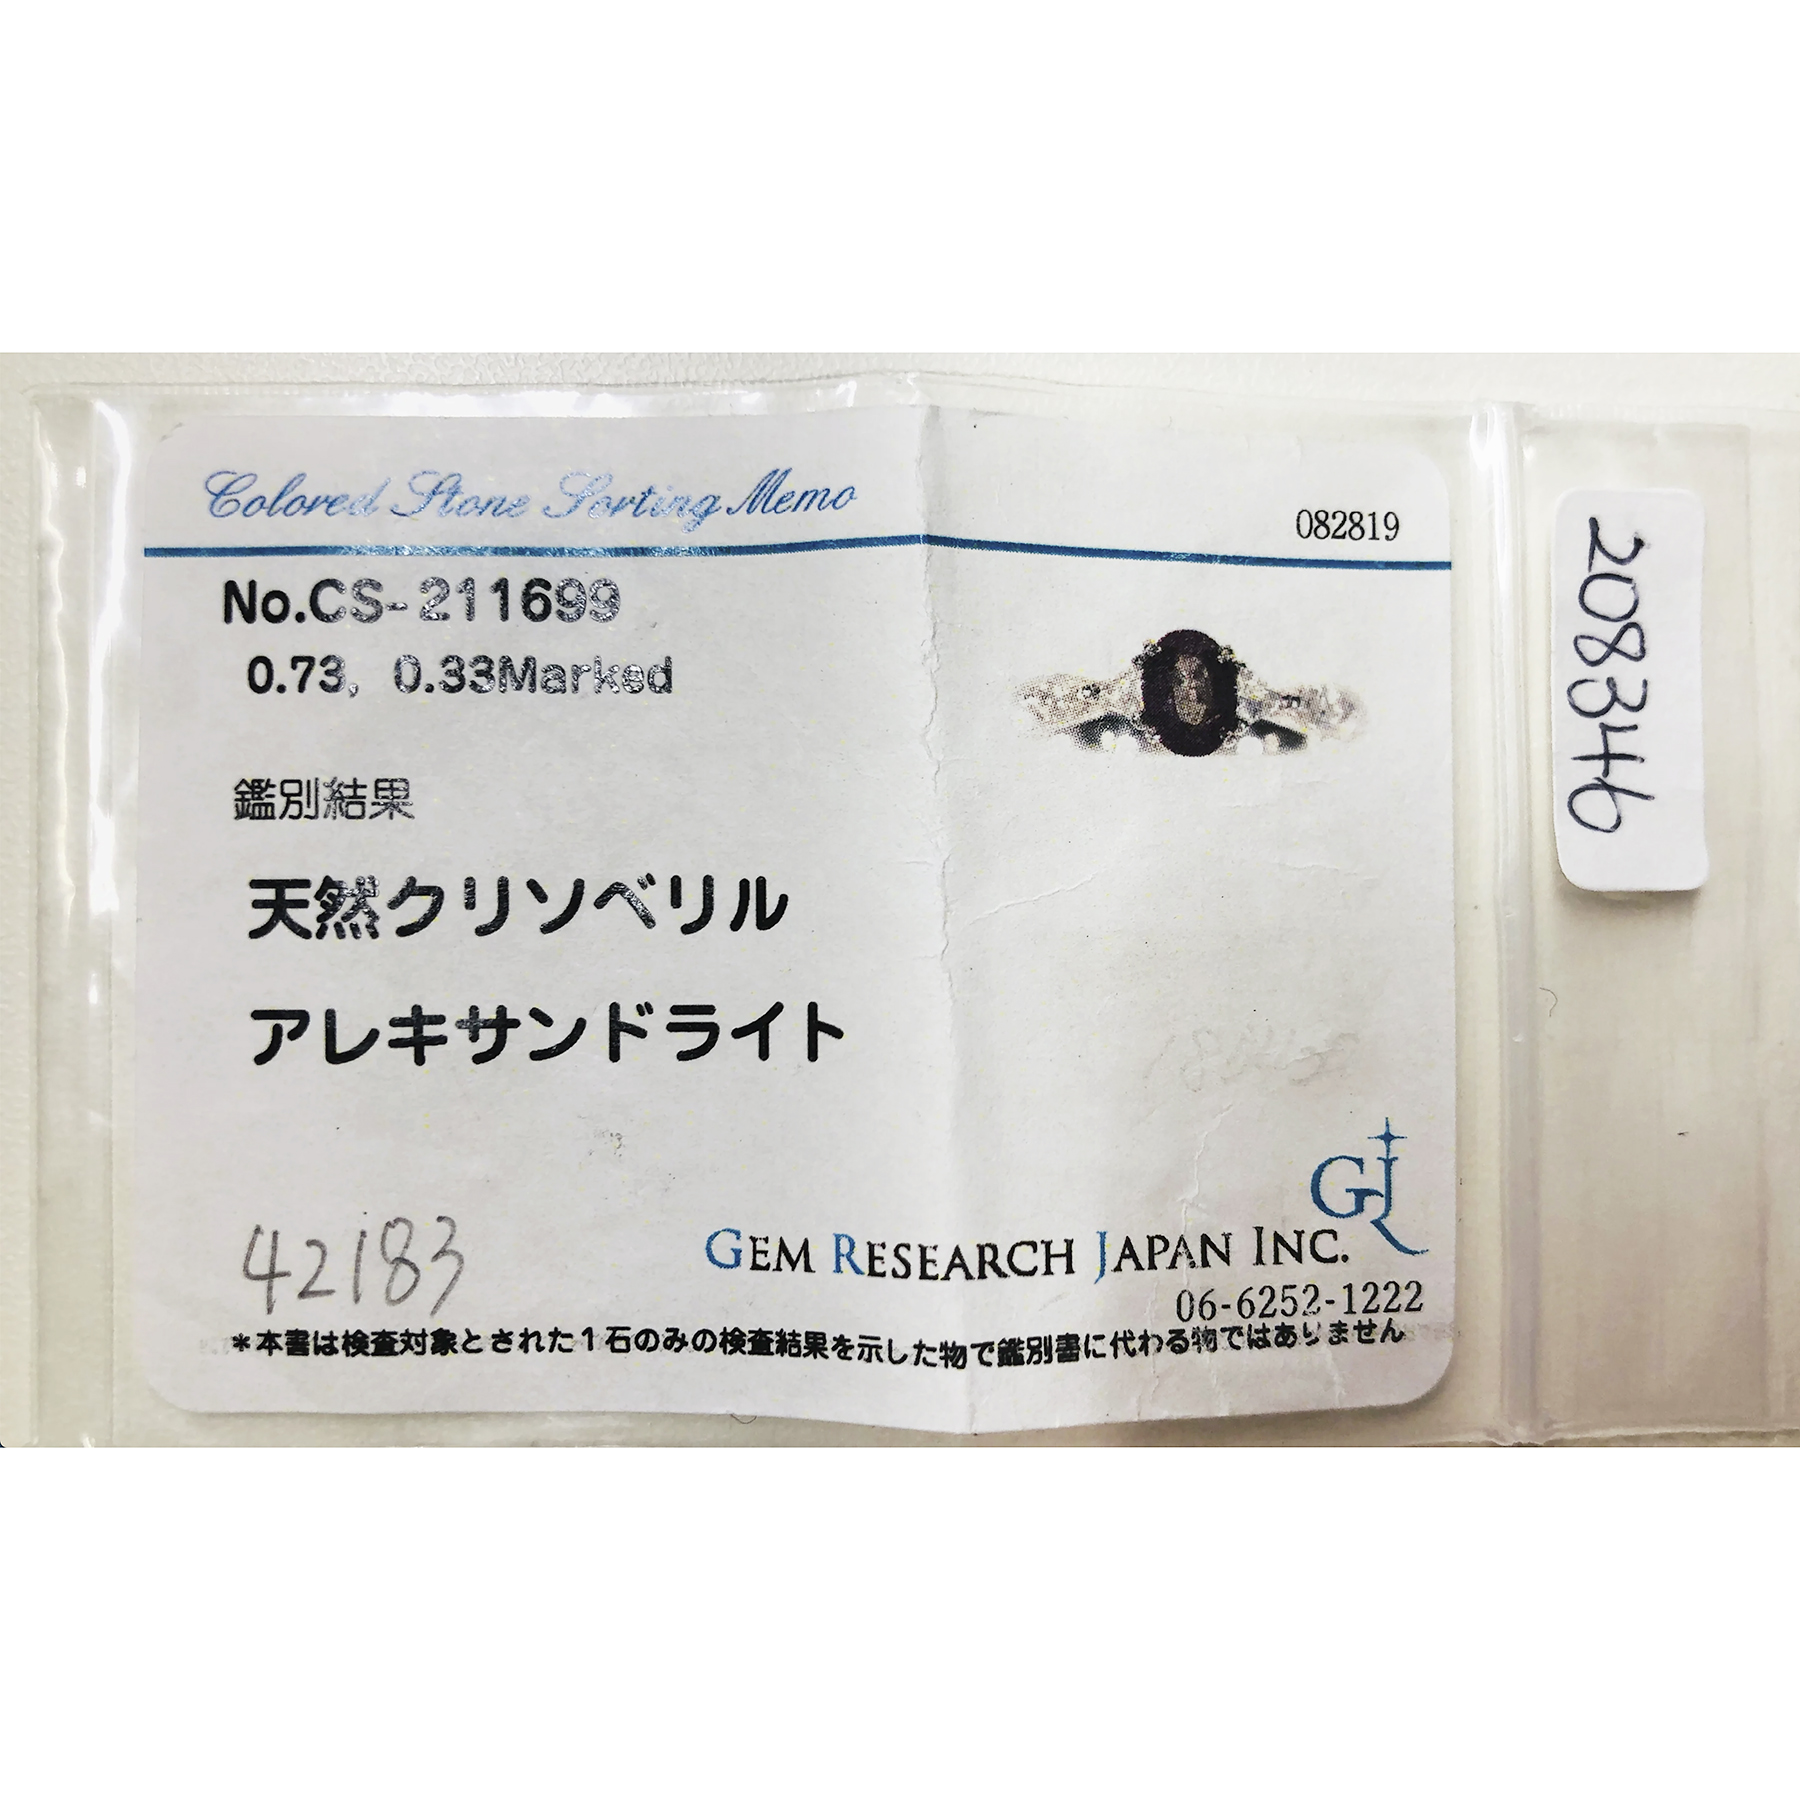 Colored Stone Sorting Memo
082819
No.CS-211699
0.73, 0.33Marked
鑑別結果
天然クリソベリル
アレキサンドライト
42183
GJR
GEM RESEARCH JAPAN INC.
06-6252-1222
*本書は検査対象とされた1石のみの検査結果を示した物で鑑別書に代わる物ではありません
208346